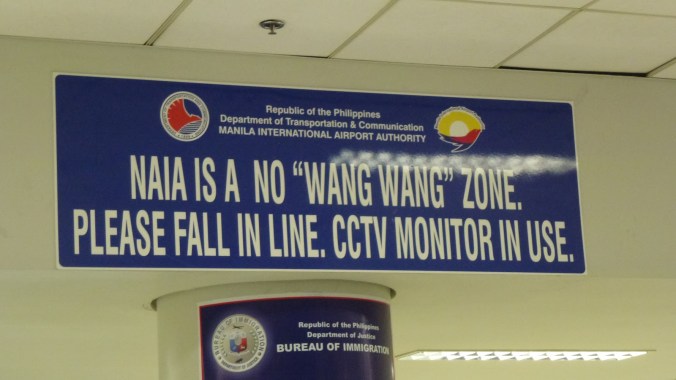 Republic of the Philippines
Department of Transportation & Communication
MANILA INTERNATIONAL AIRPORT AUTHORITY
NAIA IS A NO "WANG WANG" ZONE.
PLEASE FALL IN LINE. CCTV MONITOR IN USE.
Republic of the Philippines
Department of Justice
BUREAU OF IMMIGRATION